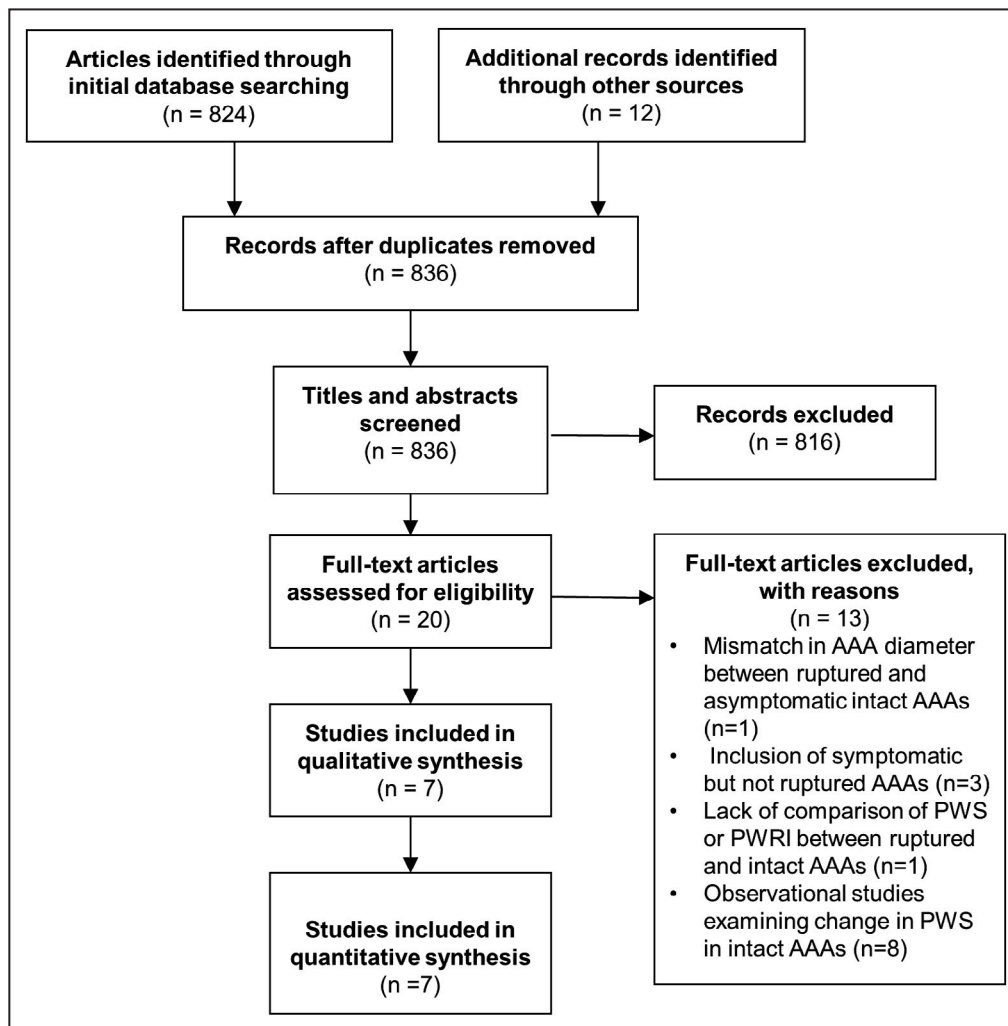 Articles identified through
initial database searching
(n = 824)
Additional records identified
through other sources
(n = 12)
Records after duplicates removed
(n = 836)
Titles and abstracts
screened
(n = 836)
Records excluded
(n = 816)
Full-text articles
assessed for eligibility
(n = 20)
Full-text articles excluded,
with reasons
(n = 13)
• Mismatch in AAA diameter
between ruptured and
asymptomatic intact AAAs
(n=1)
• Inclusion of symptomatic
but not ruptured AAAs (n=3)
• Lack of comparison of PWS
or PWRI between ruptured
and intact AAAs (n=1)
• Observational studies
examining change in PWS
in intact AAAs (n=8)
Studies included in
qualitative synthesis
(n = 7)
Studies included in
quantitative synthesis
(n =7)